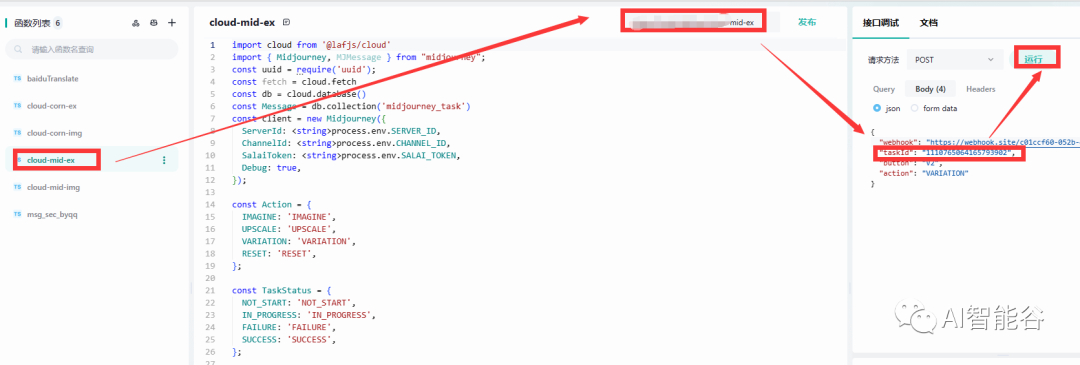 函数列表 6
请输入函数名查询
TS baiduTranslate
TS cloud-corn-ex
TS cloud-corn-img
TS cloud-mid-ex
TS cloud-mid-img
TS msg_sec_byqq
cloud-mid-ex
-mid-ex
发布
1 import cloud from '@lafjs/cloud'
2 import { Midjourney, MJMessage } from "midjourney";
3 const uuid = require('uuid');
4 const fetch = cloud.fetch
5 const db = cloud.database()
6 const Message = db.collection('midjourney_task')
7 const client = new Midjourney({
8 ServerId: <string>process.env.SERVER_ID,
9 ChannelId: <string>process.env.CHANNEL_ID,
10 SalaiToken: <string>process.env.SALAI_TOKEN,
11 Debug: true,
12 });
13
14 const Action = {
15 IMAGINE: 'IMAGINE',
16 UPSCALE: 'UPSCALE',
17 VARIATION: 'VARIATION',
18 RESET: 'RESET',
19 };
20
21 const TaskStatus = {
22 NOT_START: 'NOT_START',
23 IN_PROGRESS: 'IN_PROGRESS',
24 FAILURE: 'FAILURE',
25 SUCCESS: 'SUCCESS',
26 };
27
接口调试 文档
请求方法 POST 运行
Query Body (4) Headers
json form data
{
"webhook": "https://webhook.site/c01ccf60-052b-
"taskId": "1110765064165793902",
"button": "V2",
"action": "VARIATION"
}
AI智能谷